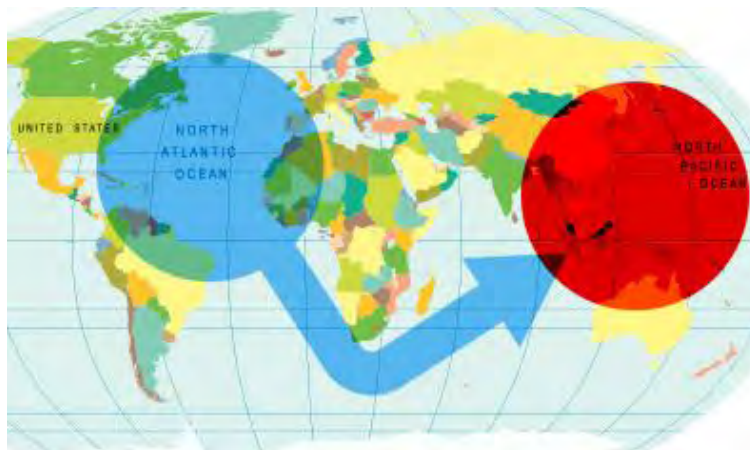 UNITED STATES
NORTH
ATLANTIC
OCEAN
NORTH
PACIFIC
OCEAN